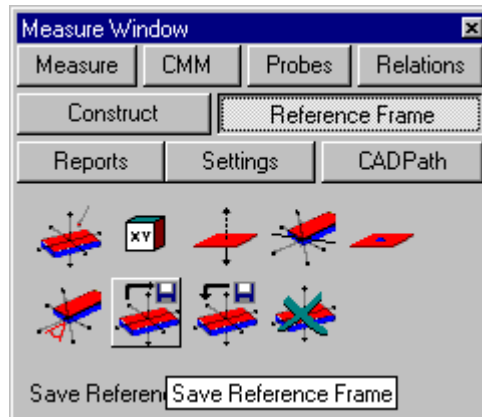 Measure Window
Measure CMM Probes Relations
Construct Reference Frame
Reports Settings CADPath
XY
Save Referen Save Reference Frame